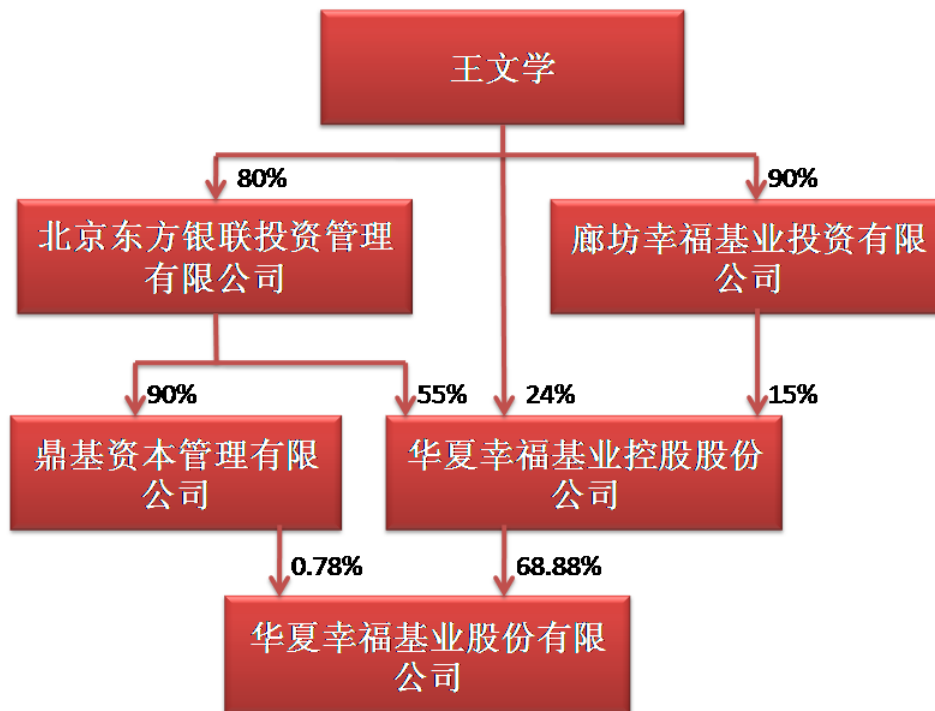 王文学
80%
90%
北京东方银联投资管理
有限公司
廊坊幸福基业投资有限
公司
90%
55%
24%
15%
鼎基资本管理有限
公司
华夏幸福基业控股股份
公司
0.78%
68.88%
华夏幸福基业股份有限
公司